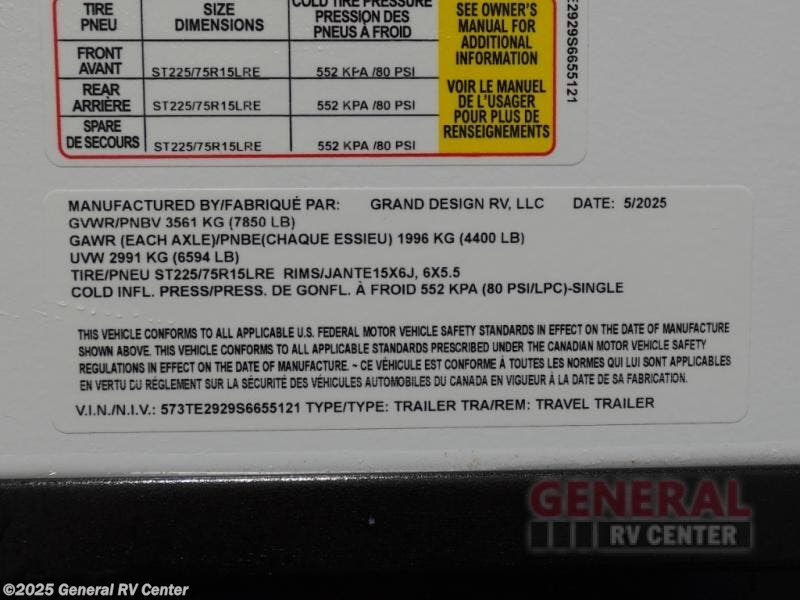 TIRE SIZE COLD TIRE PRESSURE SEE OWNER'S
PNEU DIMENSIONS PRESSION DES MANUAL FOR
PNEUS À FROID ADDITIONAL
INFORMATION
FRONT
AVANT ST225/75R15LRE 552 KPA /80 PSI
REAR
ARRIÈRE ST225/75R15LRE 552 KPA /80 PSI
SPARE
DE SECOURS ST225/75R15LRE 552 KPA /80 PSI
VOIR LE MANUEL
DE L'USAGER
POUR PLUS DE
RENSEIGNEMENTS
E2929S6655121
MANUFACTURED BY/FABRIQUÉ PAR: GRAND DESIGN RV, LLC DATE: 5/2025
GVWR/PNBV 3561 KG (7850 LB)
GAWR (EACH AXLE)/PNBE(CHAQUE ESSIEU) 1996 KG (4400 LB)
UVW 2991 KG (6594 LB)
TIRE/PNEU ST225/75R15LRE RIMS/JANTE15X6J, 6X5.5
COLD INFL. PRESS/PRESS. DE GONFL. À FROID 552 KPA (80 PSI/LPC)-SINGLE
THIS VEHICLE CONFORMS TO ALL APPLICABLE U.S. FEDERAL MOTOR VEHICLE SAFETY STANDARDS IN EFFECT ON THE DATE OF MANUFACTURE
SHOWN ABOVE. THIS VEHICLE CONFORMS TO ALL APPLICABLE STANDARDS PRESCRIBED UNDER THE CANADIAN MOTOR VEHICLE SAFETY
REGULATIONS IN EFFECT ON THE DATE OF MANUFACTURE. ~ CE VÉHICULE EST CONFORME À TOUTES LES NORMES QUI LUI SONT APPLICABLES
EN VERTU DU RÉGLEMENT SUR LA SÉCURITÉ DES VÉHICULES AUTOMOBILES DU CANADA EN VIGUEUR À LA DATE DE SA FABRICATION.
V.I.N./N.I.V.: 573TE2929S6655121 TYPE/TYPE: TRAILER TRA/REM: TRAVEL TRAILER
GENERAL
RV CENTER
©2025 General RV Center